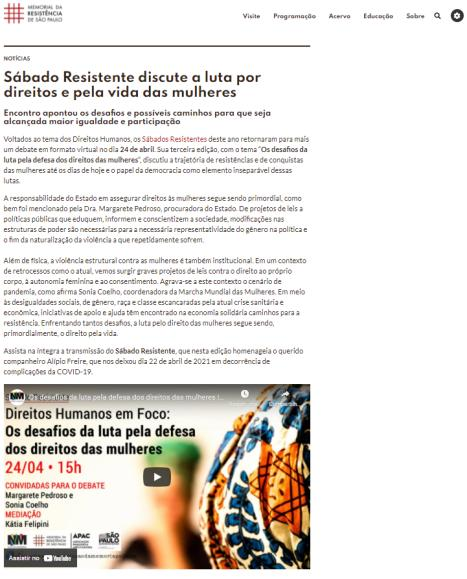 MEMORIAL DA
RESISTÊNCIA
DE SÃO PAULO
Visite Programação Acervo Educação Sobre
NOTÍCIAS
Sábado Resistente discute a luta por
direitos e pela vida das mulheres
Encontro apontou os desafios e possíveis caminhos para que seja
alcançada maior igualdade e participação
Voltados ao tema dos Direitos Humanos, os Sábados Resistentes deste ano retornaram para mais
um debate em formato virtual no dia 24 de abril. Sua terceira edição, com o tema “Os desafios da
luta pela defesa dos direitos das mulheres”, discutiu a trajetória de resistências e de conquistas
das mulheres até os dias de hoje e o papel da democracia como elemento inseparável dessas
lutas.
A responsabilidade do Estado em assegurar direitos às mulheres segue sendo primordial, como
bem foi mencionado pela Dra. Margarete Pedroso, procuradora do Estado. De projetos de leis a
políticas públicas que eduquem, informem e conscientizem a sociedade, modificações nas
estruturas de poder são necessárias para a necessária representatividade do gênero na política e
o fim da naturalização da violência a que repetidamente sofrem.
Além de física, a violência estrutural contra as mulheres é também institucional. Em um contexto
de retrocessos como o atual, vemos surgir graves projetos de leis contra o direito ao próprio
corpo, à autonomia feminina e ao consentimento. Agrava-se a este contexto o cenário de
pandemia, como afirma Sonia Coelho, coordenadora da Marcha Mundial das Mulheres. Em meio
às desigualdades sociais, de gênero, raça e classe escancaradas pela atual crise sanitária e
econômica, iniciativas de apoio e ajuda têm encontrado na economia solidária caminhos para a
resistência. Enfrentando tantos desafios, a luta pelo direito das mulheres segue sendo,
primordialmente, o direito pela vida.
Assista na íntegra a transmissão do Sábado Resistente, que nesta edição homenageia o querido
companheiro Alípio Freire, que nos deixou dia 22 de abril de 2021 em decorrência de
complicações da COVID-19.
NM
Os desafios da luta pela defesa dos direitos das mulheres
Direitos Humanos em Foco:
Os desafios da luta pela defesa
dos direitos das mulheres
24/04 • 15h
CONVIDADAS PARA O DEBATE
Margarete Pedroso e
Sonia Coelho
MEDIAÇÃO
Kátia Felipini
NM APAC SÃO PAULO
Assistir no YouTube